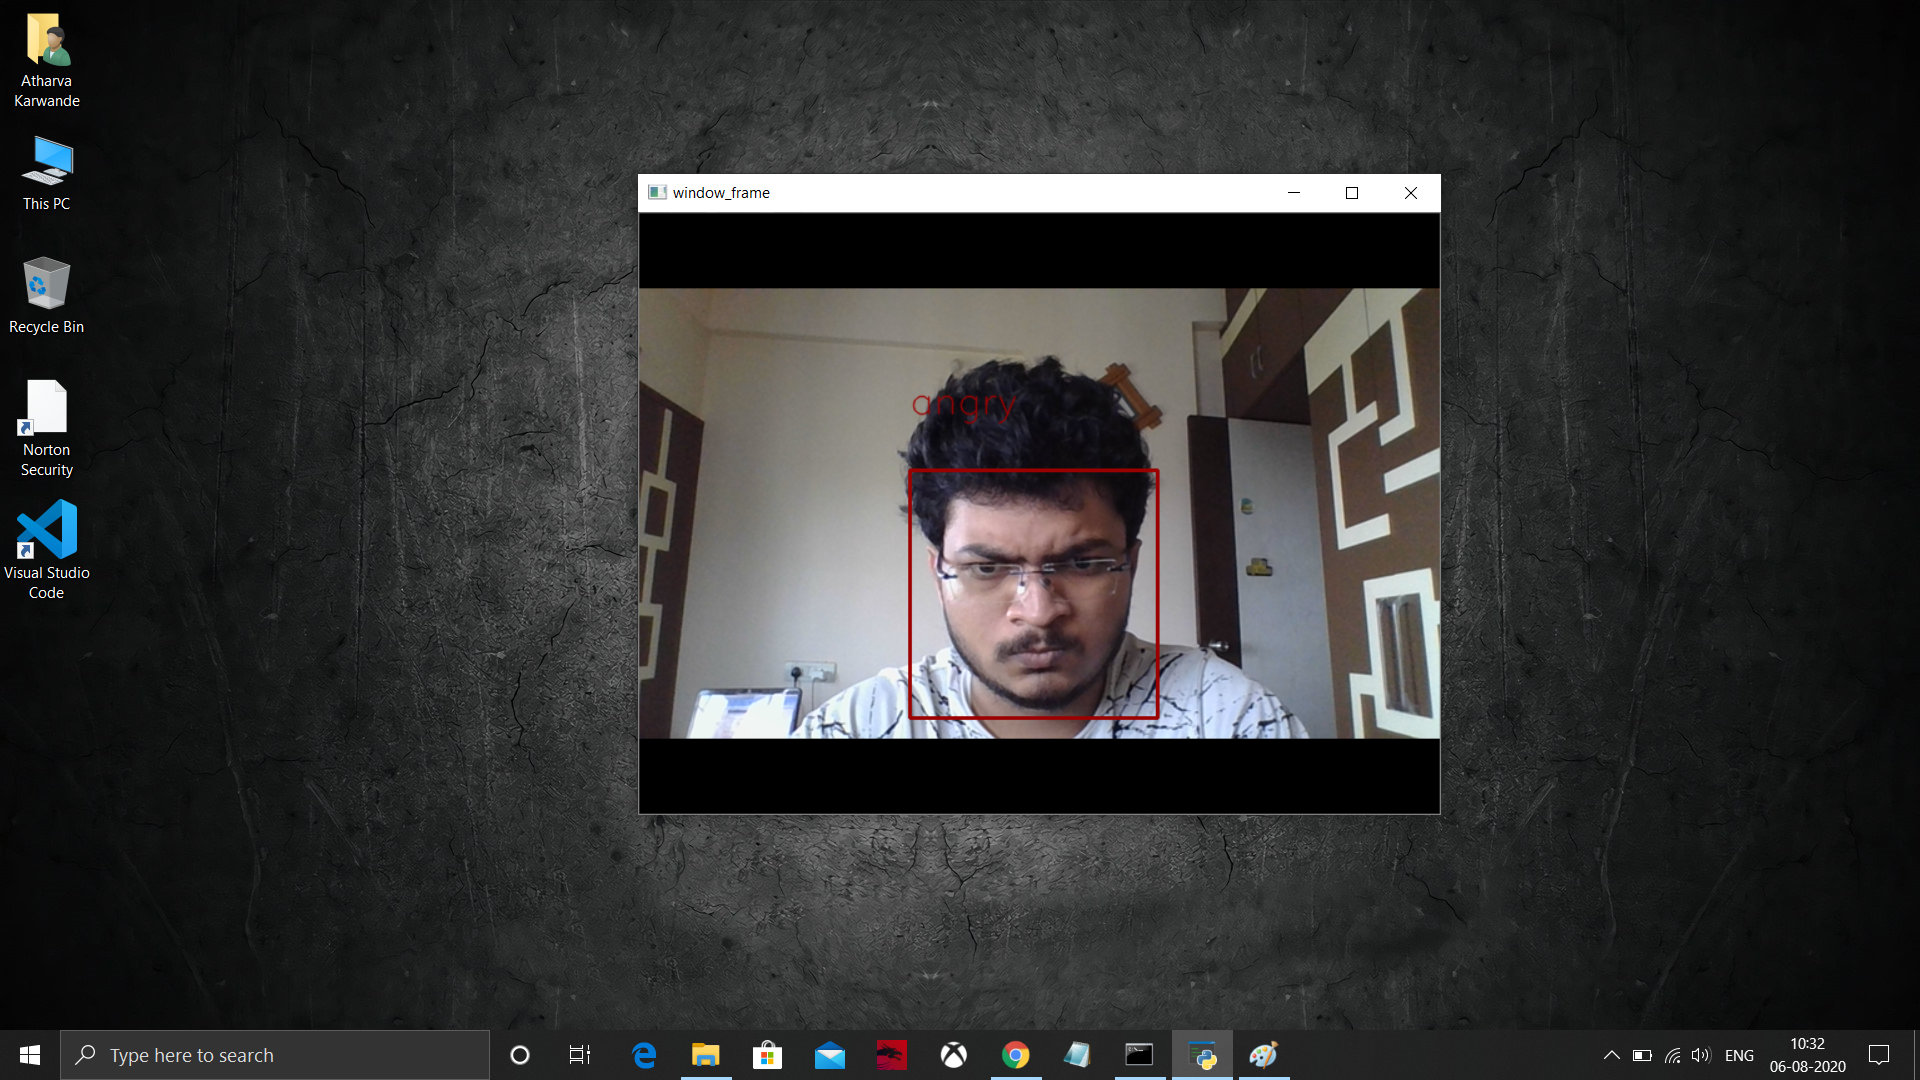 Atharva
Karwande
This PC
Recycle Bin
Norton
Security
Visual Studio
Code
window_frame
angry
Type here to search
ENG
10:32
06-08-2020